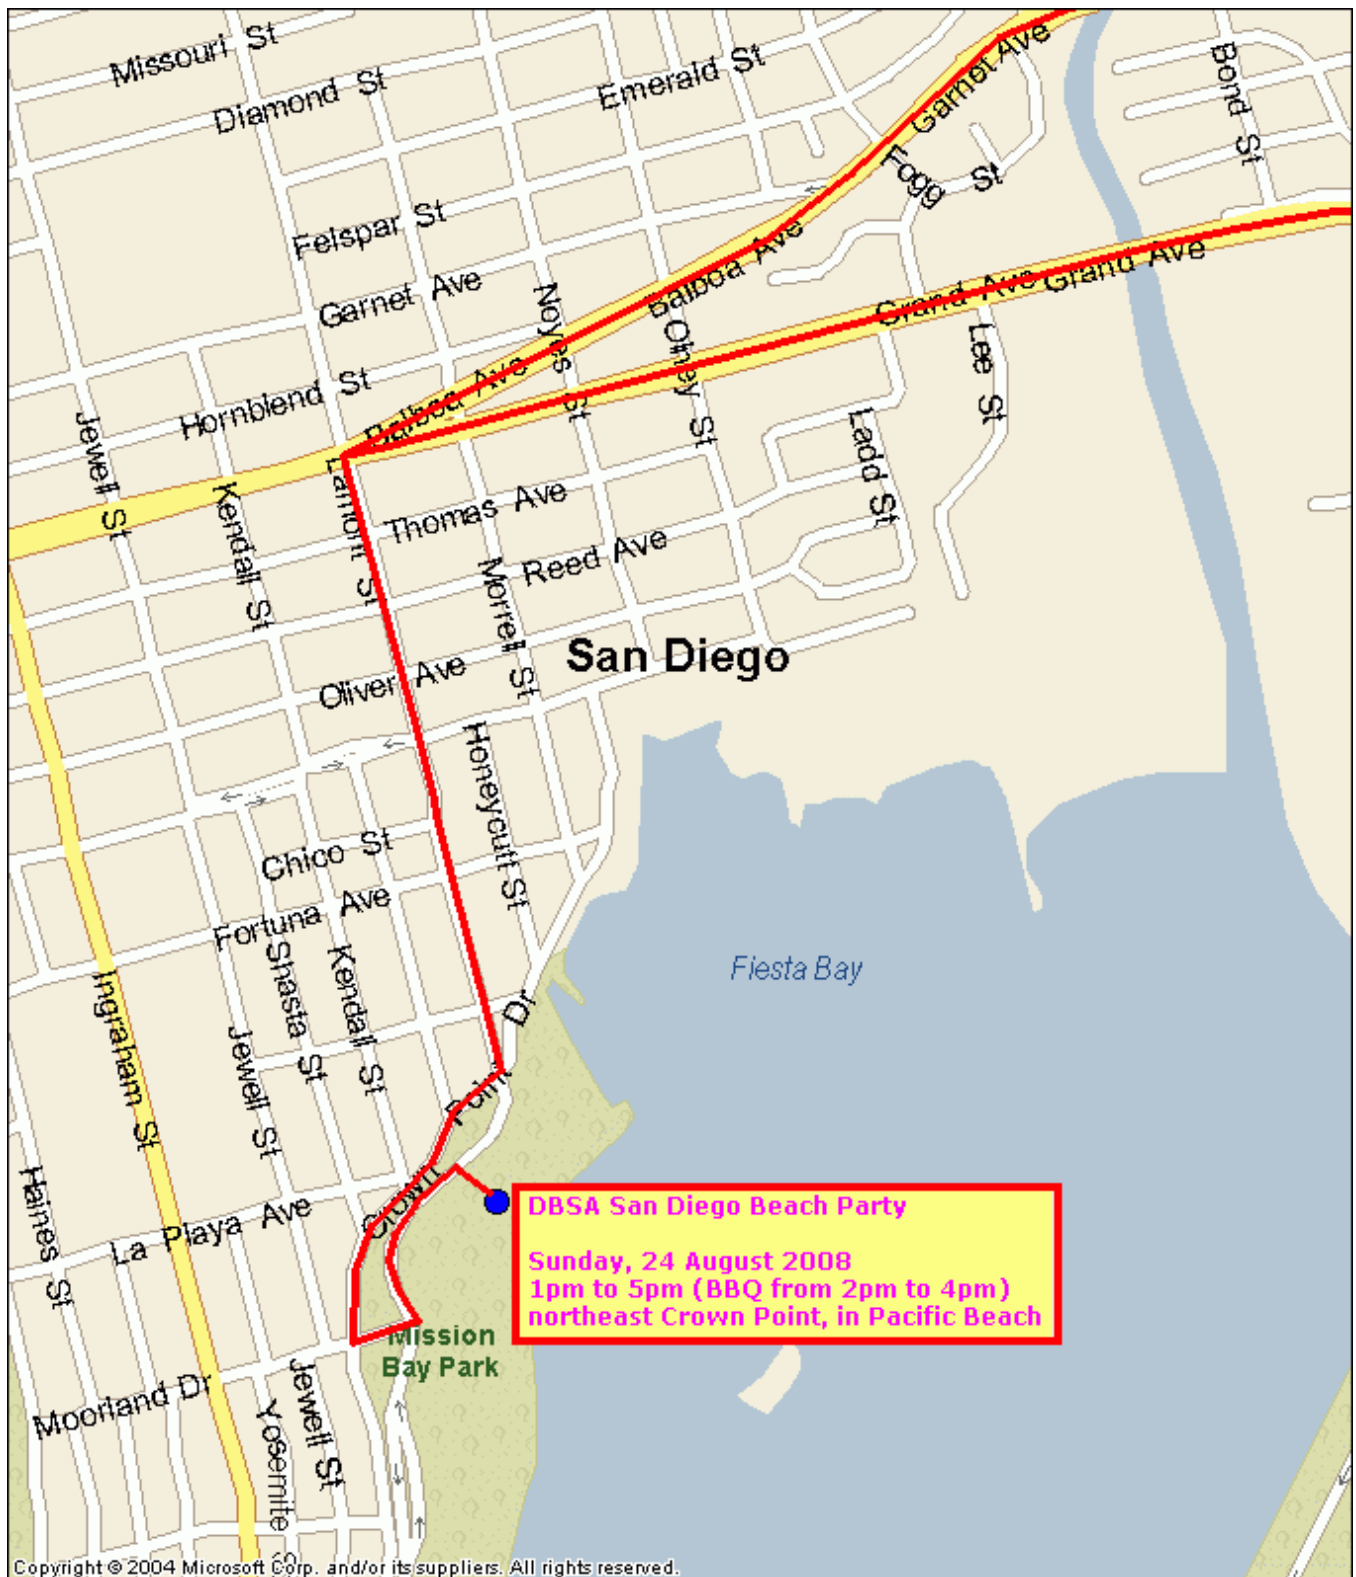 Missouri St
Diamond St
Emerald St
Garnet Ave
Bond St
Fogg St
Felspar St
Garnet Ave
Balboa Ave
Grand Ave
Grand Ave
Noyes St
Olney St
Lee St
Hornblend St
Balboa Ave
Jewell St
Ladd St
Lamont St
Kendall St
Thomas Ave
Reed Ave
Morrell St
San Diego
Oliver Ave
Honeycutt St
Chico St
Fortuna Ave
Fiesta Bay
Shasta St
Kendall St
Ingraham St
Jewell St
Crown Point Dr
Haines St
La Playa Ave
DBSA San Diego Beach Party
Sunday, 24 August 2008
1pm to 5pm (BBQ from 2pm to 4pm)
northeast Crown Point, in Pacific Beach
Mission
Bay Park
Moorland Dr
Jewell St
Yosemite
Copyright © 2004 Microsoft Corp. and/or its suppliers. All rights reserved.